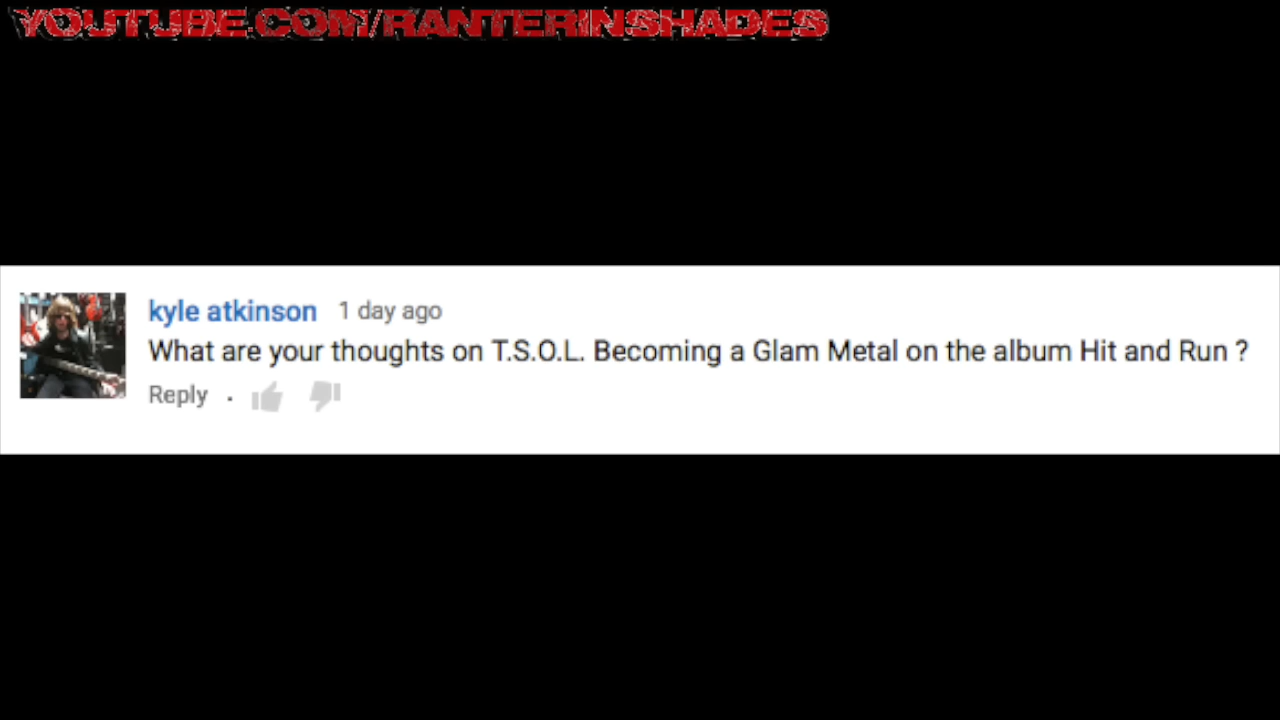 YOUTUBE.COM/RANTERINSHADES
kyle atkinson 1 day ago
What are your thoughts on T.S.O.L. Becoming a Glam Metal on the album Hit and Run ?
Reply .